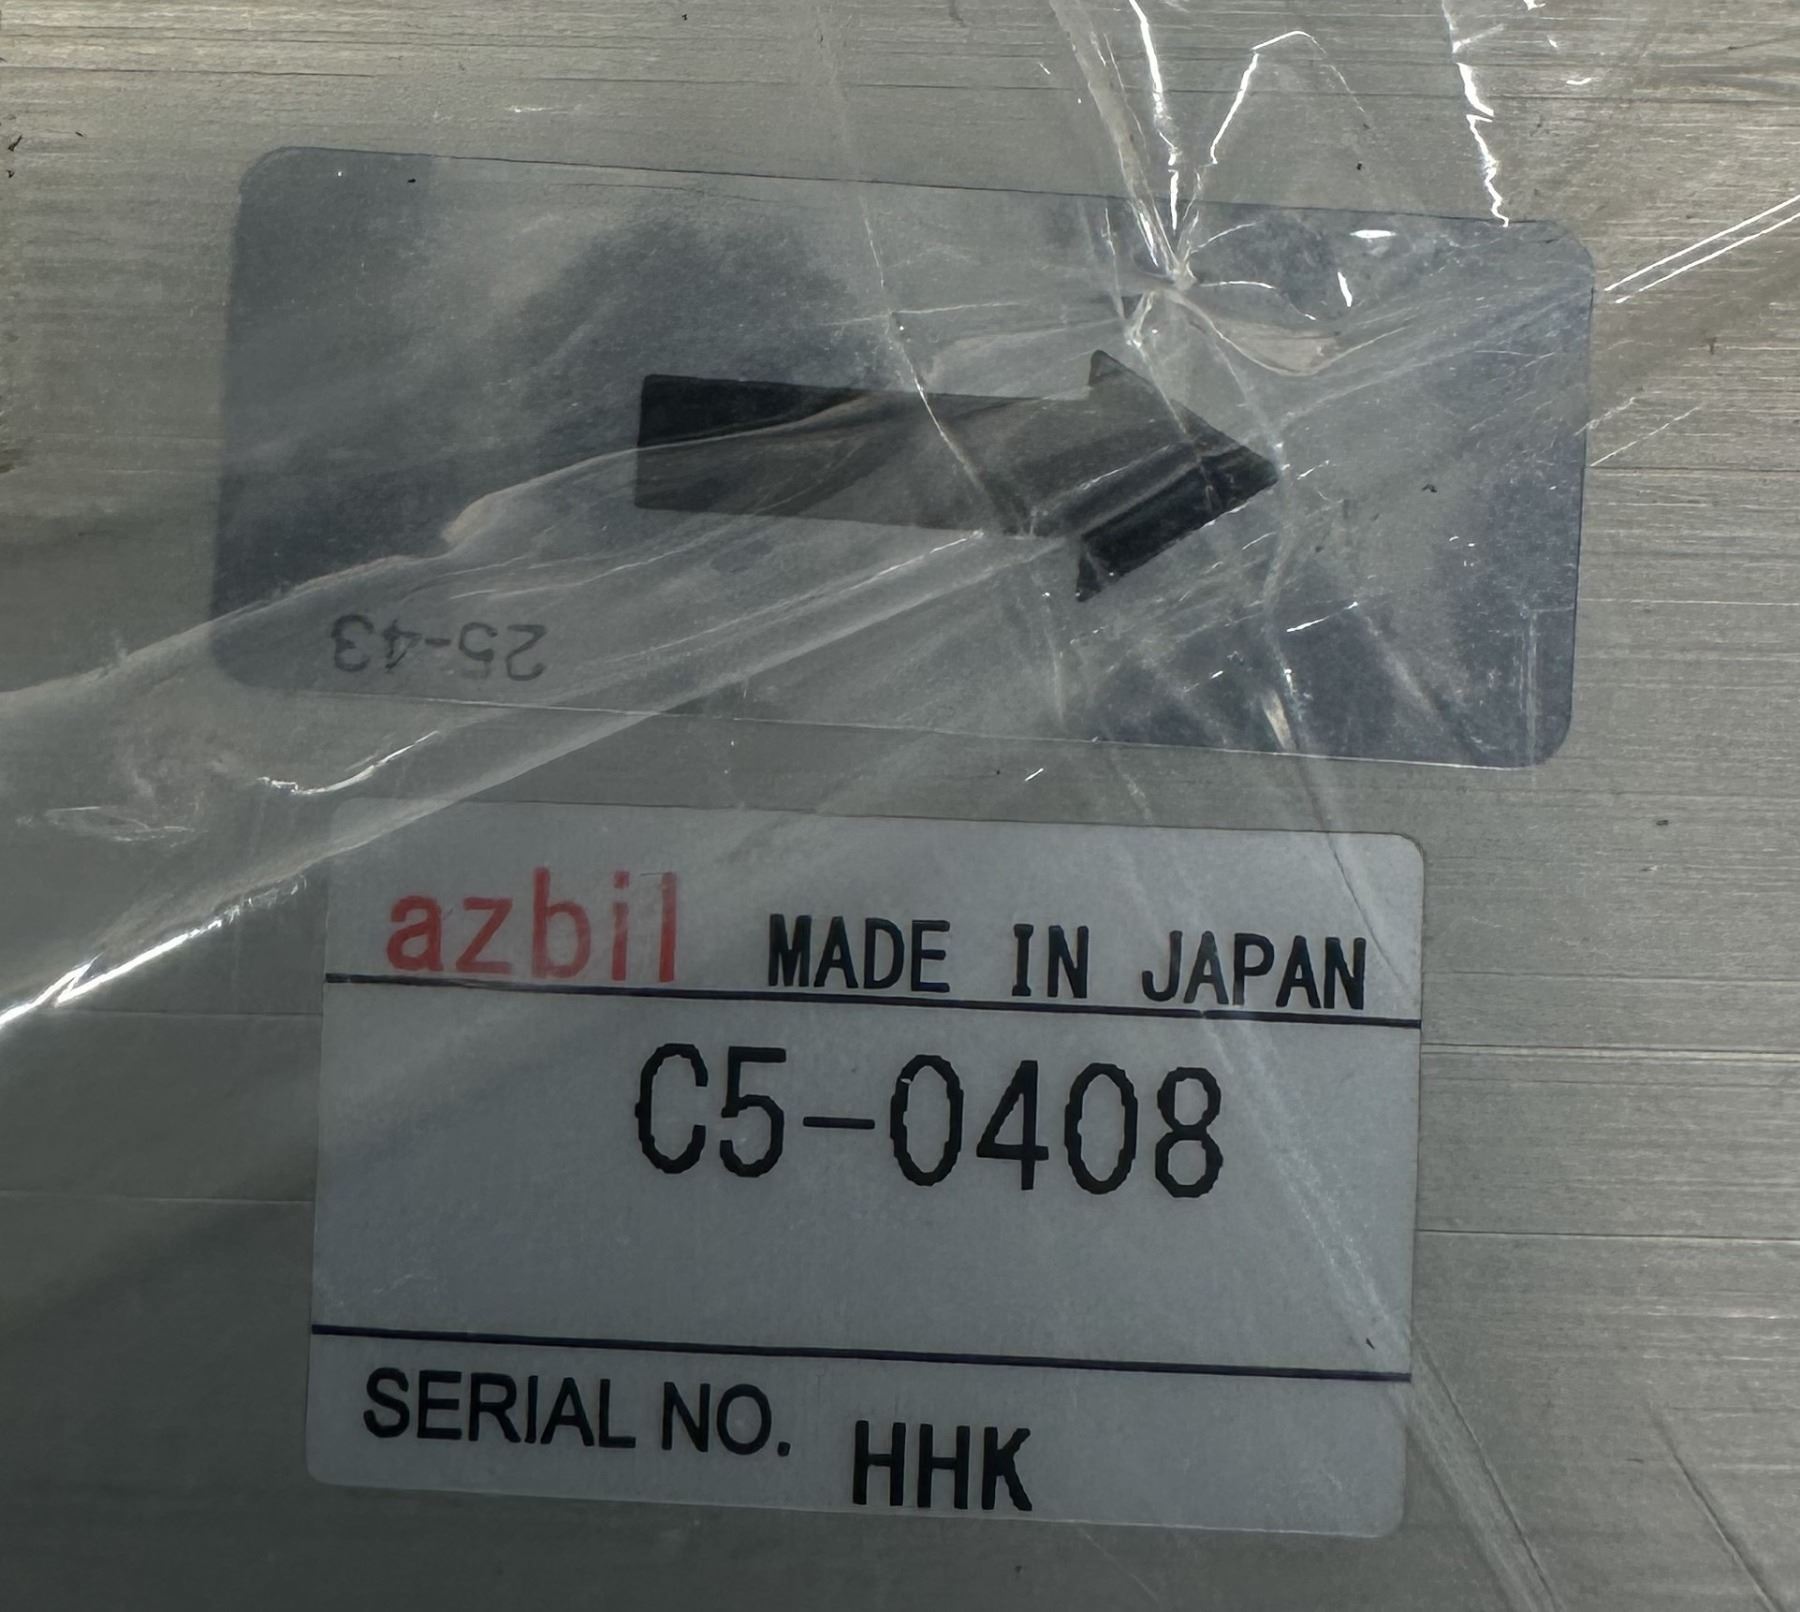 25-43
azbil MADE IN JAPAN
C5-0408
SERIAL NO. HHK